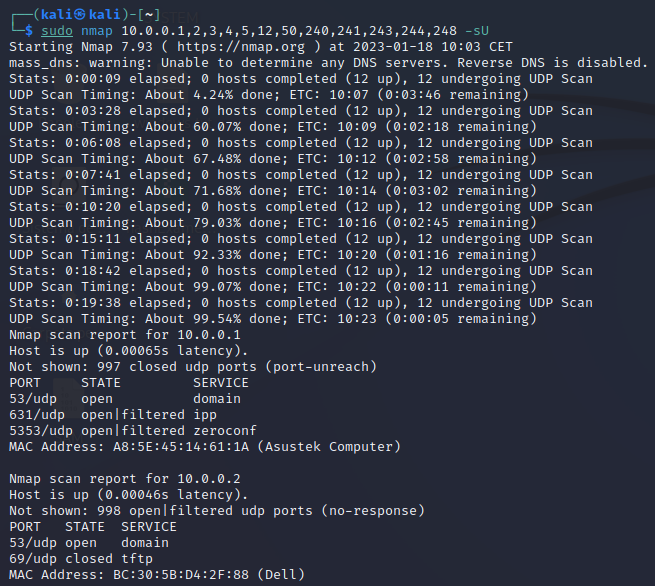 ┌──(kali㉿kali)-[~]
└─$ sudo nmap 10.0.0.1,2,3,4,5,12,50,240,241,243,244,248 -sU
Starting Nmap 7.93 ( https://nmap.org ) at 2023-01-18 10:03 CET
mass_dns: warning: Unable to determine any DNS servers. Reverse DNS is disabled.
Stats: 0:00:09 elapsed; 0 hosts completed (12 up), 12 undergoing UDP Scan
UDP Scan Timing: About 4.24% done; ETC: 10:07 (0:03:46 remaining)
Stats: 0:03:28 elapsed; 0 hosts completed (12 up), 12 undergoing UDP Scan
UDP Scan Timing: About 60.07% done; ETC: 10:09 (0:02:18 remaining)
Stats: 0:06:08 elapsed; 0 hosts completed (12 up), 12 undergoing UDP Scan
UDP Scan Timing: About 67.48% done; ETC: 10:12 (0:02:58 remaining)
Stats: 0:07:41 elapsed; 0 hosts completed (12 up), 12 undergoing UDP Scan
UDP Scan Timing: About 71.68% done; ETC: 10:14 (0:03:02 remaining)
Stats: 0:10:20 elapsed; 0 hosts completed (12 up), 12 undergoing UDP Scan
UDP Scan Timing: About 79.03% done; ETC: 10:16 (0:02:45 remaining)
Stats: 0:15:11 elapsed; 0 hosts completed (12 up), 12 undergoing UDP Scan
UDP Scan Timing: About 92.33% done; ETC: 10:20 (0:01:16 remaining)
Stats: 0:18:42 elapsed; 0 hosts completed (12 up), 12 undergoing UDP Scan
UDP Scan Timing: About 99.07% done; ETC: 10:22 (0:00:11 remaining)
Stats: 0:19:38 elapsed; 0 hosts completed (12 up), 12 undergoing UDP Scan
UDP Scan Timing: About 99.54% done; ETC: 10:23 (0:00:05 remaining)
Nmap scan report for 10.0.0.1
Host is up (0.00065s latency).
Not shown: 997 closed udp ports (port-unreach)
PORT     STATE         SERVICE
53/udp   open          domain
631/udp  open|filtered ipp
5353/udp open|filtered zeroconf
MAC Address: A8:5E:45:14:61:1A (Asustek Computer)

Nmap scan report for 10.0.0.2
Host is up (0.00046s latency).
Not shown: 998 open|filtered udp ports (no-response)
PORT   STATE  SERVICE
53/udp open   domain
69/udp closed tftp
MAC Address: BC:30:5B:D4:2F:88 (Dell)